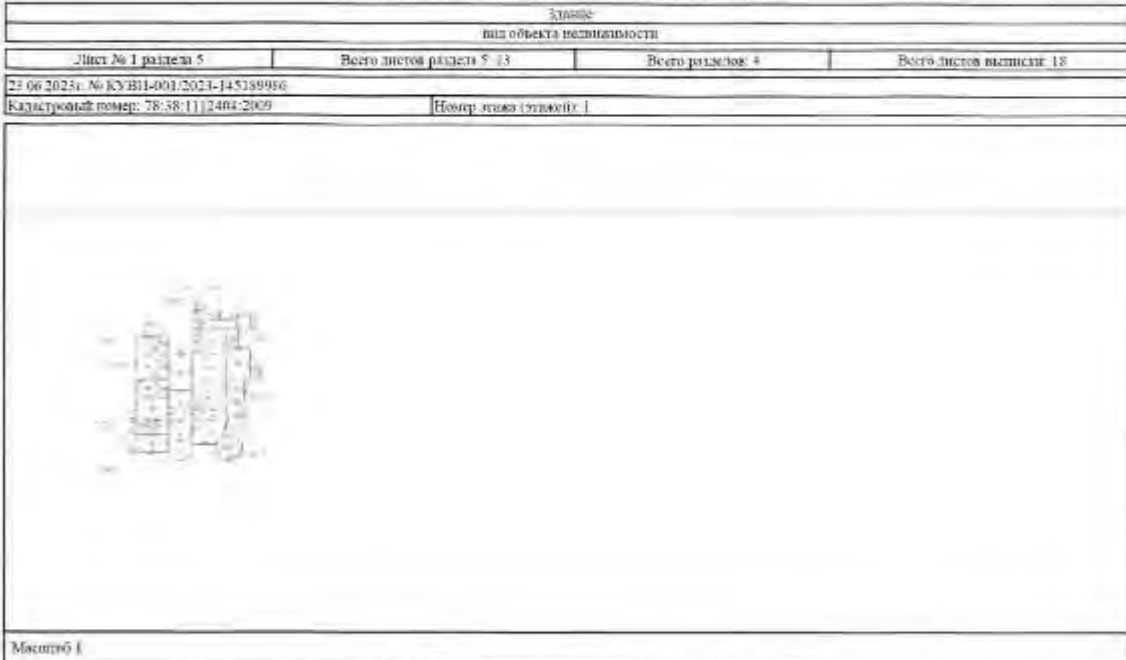 Здание
вид объекта недвижимости
Лист № 1 раздела 5 Всего листов раздела 5: 13 Всего разделов: 4 Всего листов выписки: 18
23.06.2023г. № КУВИ-001/2023-145189986
Кадастровый номер: 78:38:1112404:2009 Номер этажа (этажей): 1
Масштаб 1